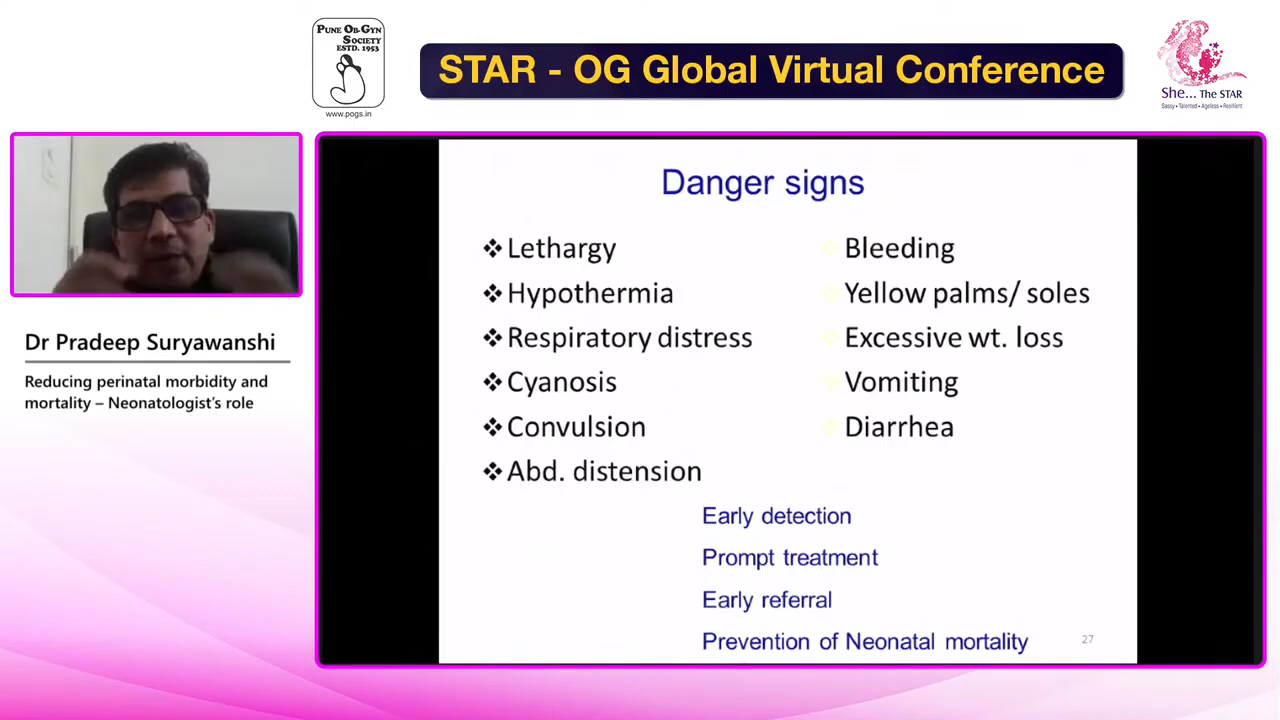 PUNE OB-GYN
SOCIETY
ESTD. 1953
www.pogs.in
STAR - OG Global Virtual Conference
She... The STAR
Sassy • Talented • Ageless • Resilient
Dr Pradeep Suryawanshi
Reducing perinatal morbidity and
mortality – Neonatologist's role
Danger signs
❖ Lethargy
❖ Hypothermia
❖ Respiratory distress
❖ Cyanosis
❖ Convulsion
❖ Abd. distension
❖ Bleeding
❖ Yellow palms/ soles
❖ Excessive wt. loss
❖ Vomiting
❖ Diarrhea
Early detection
Prompt treatment
Early referral
Prevention of Neonatal mortality
27